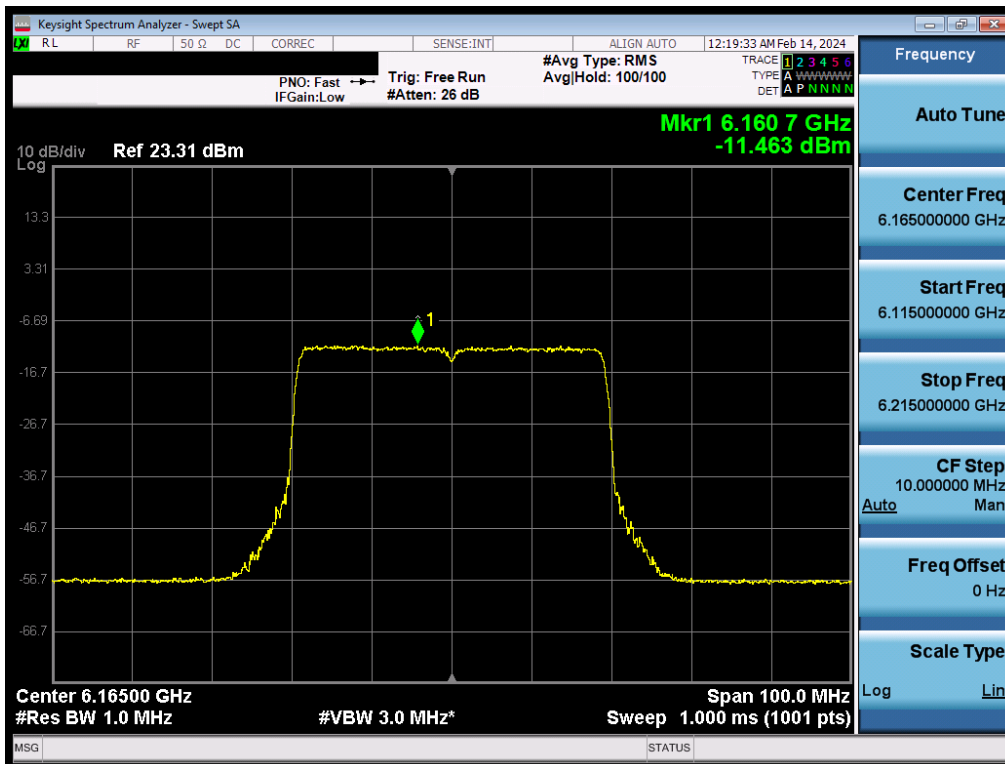 Keysight Spectrum Analyzer - Swept SA
LXI RL RF 50 Ω DC CORREC SENSE:INT ALIGN AUTO 12:19:33 AM Feb 14, 2024
PNO: Fast
IFGain:Low
Trig: Free Run
#Atten: 26 dB
#Avg Type: RMS
Avg|Hold: 100/100
TRACE 1 2 3 4 5 6
TYPE A WWWWW
DET A P N N N N
Mkr1 6.160 7 GHz
-11.463 dBm
10 dB/div Ref 23.31 dBm
Log
13.3
3.31
-6.69
-16.7
-26.7
-36.7
-46.7
-56.7
-66.7
1
Center 6.16500 GHz Span 100.0 MHz
#Res BW 1.0 MHz #VBW 3.0 MHz* Sweep 1.000 ms (1001 pts)
MSG STATUS
Frequency
Auto Tune
Center Freq
6.165000000 GHz
Start Freq
6.115000000 GHz
Stop Freq
6.215000000 GHz
CF Step
10.000000 MHz
Auto Man
Freq Offset
0 Hz
Scale Type
Log Lin